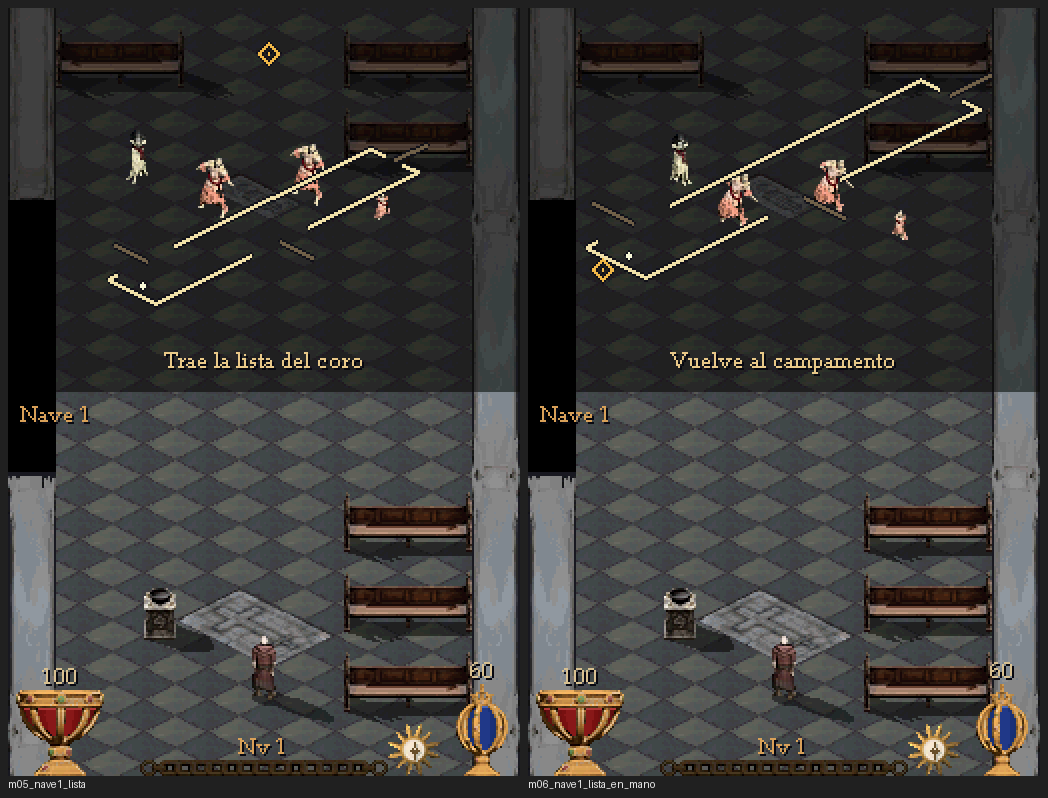 Trae la lista del coro
Nave 1
100
60
Nv 1
m05_nave1_lista
Vuelve al campamento
Nave 1
100
60
Nv 1
m06_nave1_lista_en_mano